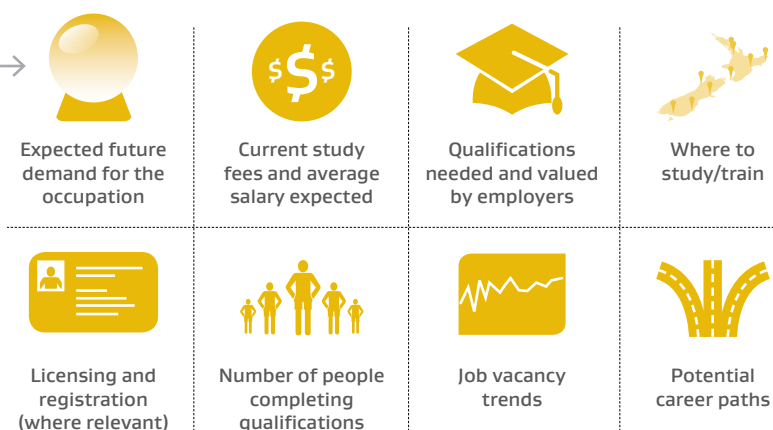 $ $ $
Expected future
demand for the
occupation
Current study
fees and average
salary expected
Qualifications
needed and valued
by employers
Where to
study/train
Licensing and
registration
(where relevant)
Number of people
completing
qualifications
Job vacancy
trends
Potential
career paths